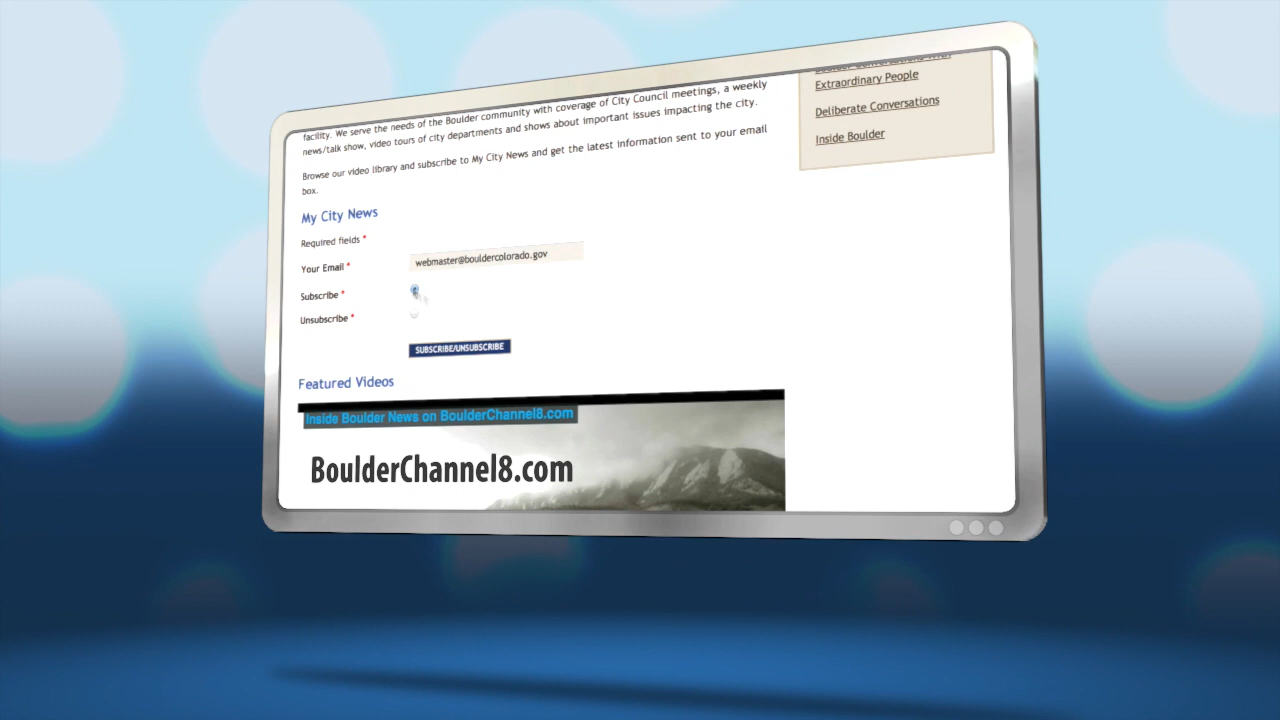 facility. We serve the needs of the Boulder community with coverage of City Council meetings, a weekly
news/talk show, video tours of city departments and shows about important issues impacting the city.
Browse our video library and subscribe to My City News and get the latest information sent to your email
box.
My City News
Required fields *
Your Email * webmaster@bouldercolorado.gov
Subscribe *
Unsubscribe *
SUBSCRIBE/UNSUBSCRIBE
Featured Videos
Inside Boulder News on BoulderChannel8.com
BoulderChannel8.com
Extraordinary People
Deliberate Conversations
Inside Boulder